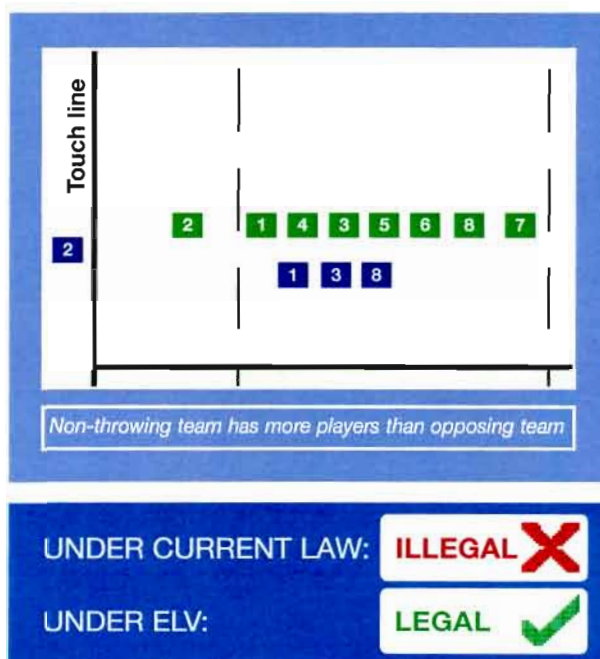 Touch line
2 1 4 3 5 6 8 7
2
1 3 8
Non-throwing team has more players than opposing team
UNDER CURRENT LAW: ILLEGAL
UNDER ELV: LEGAL